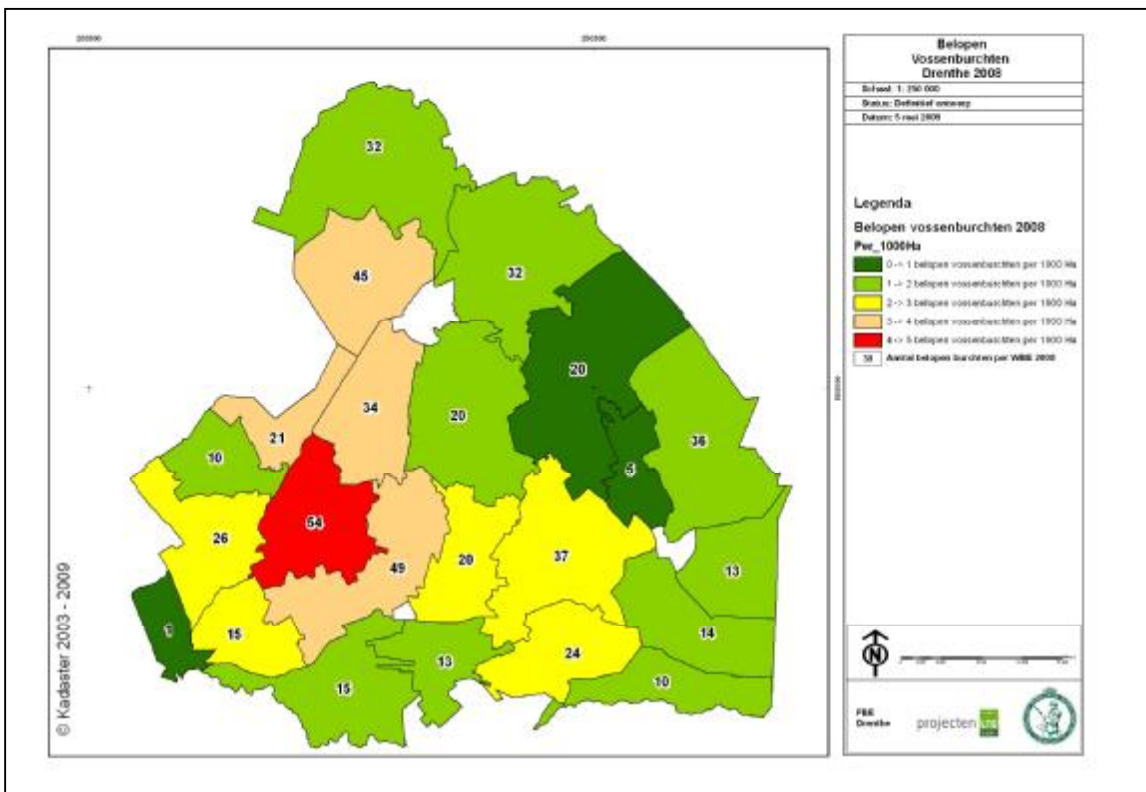 Belopen
Vossenburchten
Drenthe 2008
Schaal: 1: 250 000
Status: Definitief ontwerp
Datum: 5 mei 2009
Legenda
Belopen vossenburchten 2008
Per_1000Ha
0 -< 1 belopen vossenburchten per 1000 Ha
1 -< 2 belopen vossenburchten per 1000 Ha
2 -< 3 belopen vossenburchten per 1000 Ha
3 -< 4 belopen vossenburchten per 1000 Ha
4 -< 5 belopen vossenburchten per 1000 Ha
Aantal belopen burchten per WBE 2008
32
45
32
20
34
20
21
36
10
5
54
26
49
20
37
13
1
15
14
24
13
15
10
© Kadaster 2003 - 2009
N
FBE
Drenthe
projecten LTO